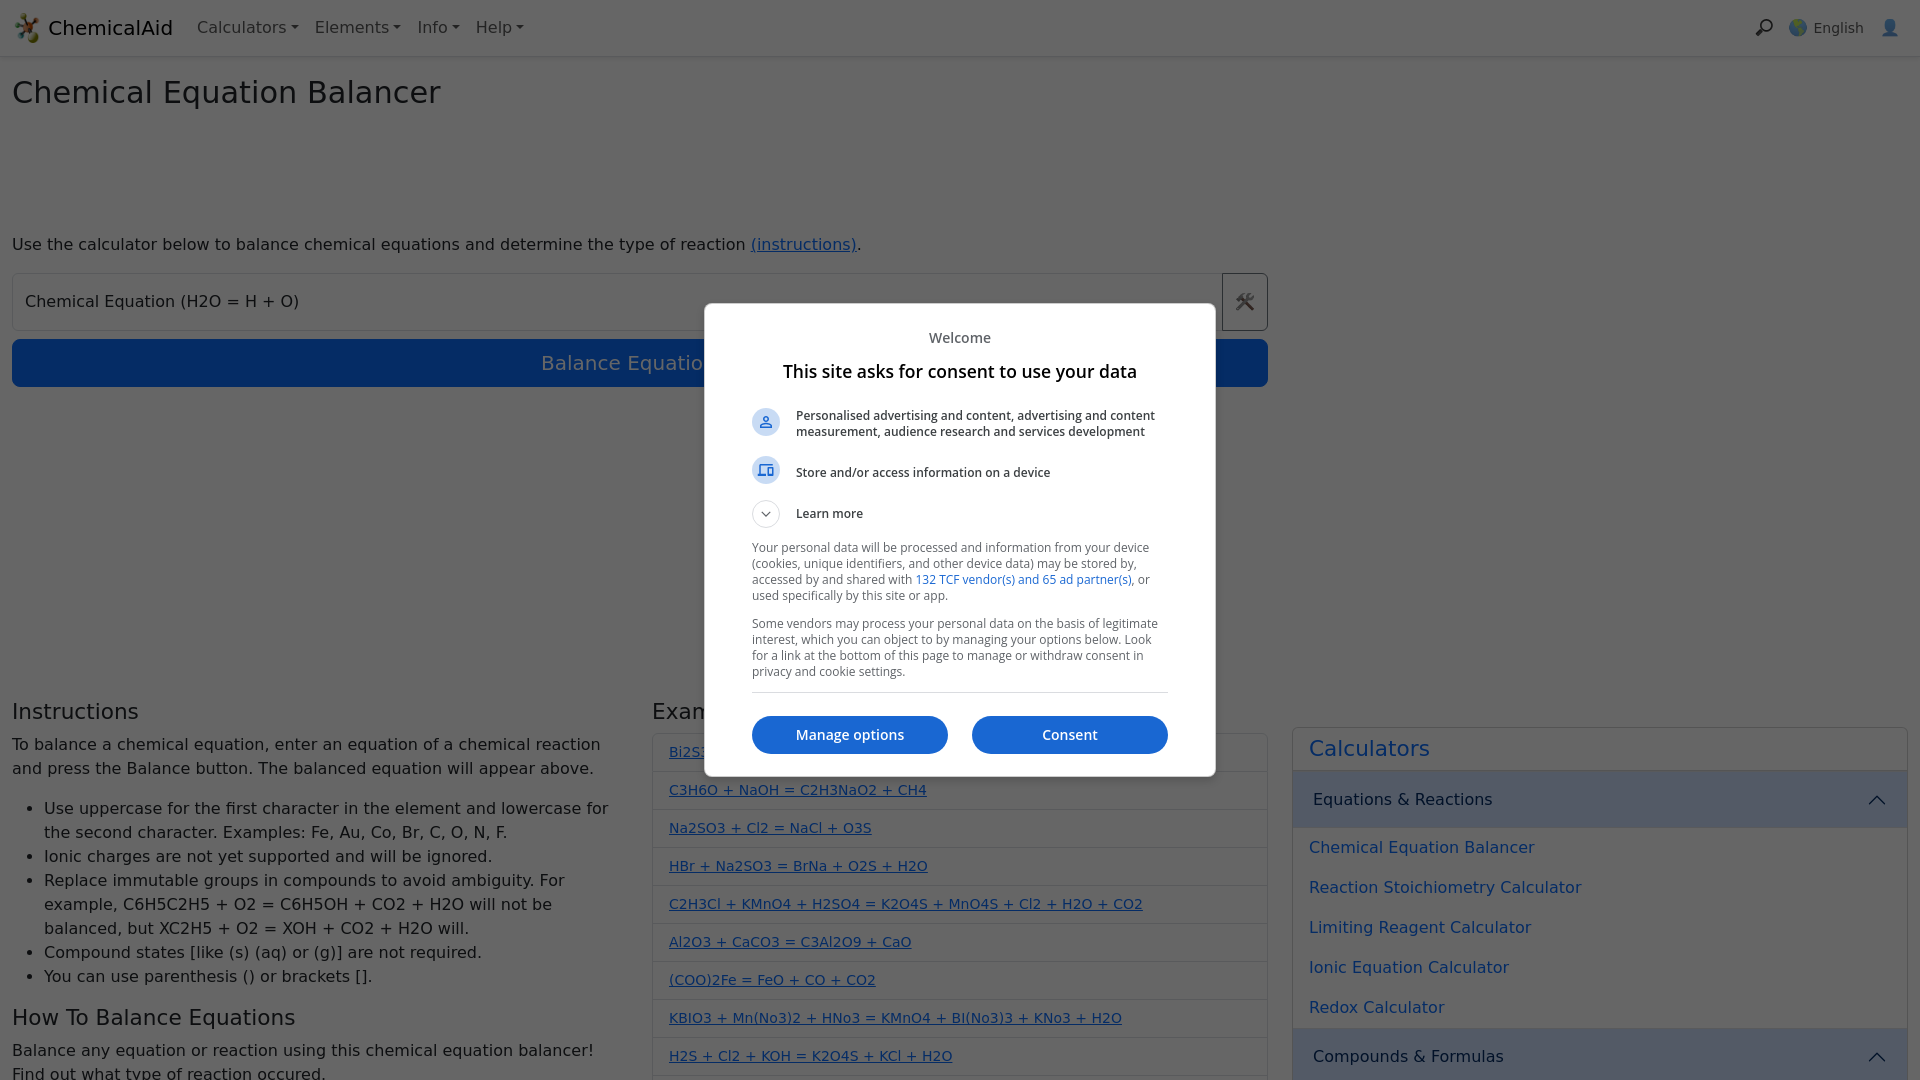 ChemicalAid Calculators Elements Info Help English
Chemical Equation Balancer
Use the calculator below to balance chemical equations and determine the type of reaction (instructions).
Chemical Equation (H2O = H + O)
Balance Equatio
Welcome
This site asks for consent to use your data
Personalised advertising and content, advertising and content
measurement, audience research and services development
Store and/or access information on a device
Learn more
Your personal data will be processed and information from your device
(cookies, unique identifiers, and other device data) may be stored by,
accessed by and shared with 132 TCF vendor(s) and 65 ad partner(s), or
used specifically by this site or app.
Some vendors may process your personal data on the basis of legitimate
interest, which you can object to by managing your options below. Look
for a link at the bottom of this page to manage or withdraw consent in
privacy and cookie settings.
Manage options
Consent
Instructions
To balance a chemical equation, enter an equation of a chemical reaction
and press the Balance button. The balanced equation will appear above.
• Use uppercase for the first character in the element and lowercase for
the second character. Examples: Fe, Au, Co, Br, C, O, N, F.
• Ionic charges are not yet supported and will be ignored.
• Replace immutable groups in compounds to avoid ambiguity. For
example, C6H5C2H5 + O2 = C6H5OH + CO2 + H2O will not be
balanced, but XC2H5 + O2 = XOH + CO2 + H2O will.
• Compound states [like (s) (aq) or (g)] are not required.
• You can use parenthesis () or brackets [].
How To Balance Equations
Balance any equation or reaction using this chemical equation balancer!
Find out what type of reaction occured.
Exam
Bi2S3
C3H6O + NaOH = C2H3NaO2 + CH4
Na2SO3 + Cl2 = NaCl + O3S
HBr + Na2SO3 = BrNa + O2S + H2O
C2H3Cl + KMnO4 + H2SO4 = K2O4S + MnO4S + Cl2 + H2O + CO2
Al2O3 + CaCO3 = C3Al2O9 + CaO
(COO)2Fe = FeO + CO + CO2
KBIO3 + Mn(No3)2 + HNo3 = KMnO4 + BI(No3)3 + KNo3 + H2O
H2S + Cl2 + KOH = K2O4S + KCl + H2O
Calculators
Equations & Reactions
Chemical Equation Balancer
Reaction Stoichiometry Calculator
Limiting Reagent Calculator
Ionic Equation Calculator
Redox Calculator
Compounds & Formulas